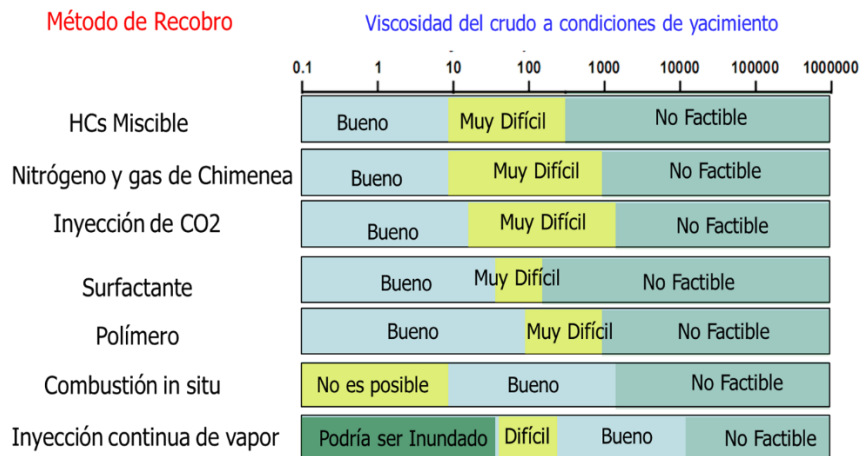 Método de Recobro Viscosidad del crudo a condiciones de yacimiento
0.1 1 10 100 1000 10000 100000 1000000
HCs Miscible Bueno Muy Difícil No Factible
Nitrógeno y gas de Chimenea Bueno Muy Difícil No Factible
Inyección de CO2 Bueno Muy Difícil No Factible
Surfactante Bueno Muy Difícil No Factible
Polímero Bueno Muy Difícil No Factible
Combustión in situ No es posible Bueno No Factible
Inyección continua de vapor Podría ser Inundado Difícil Bueno No Factible